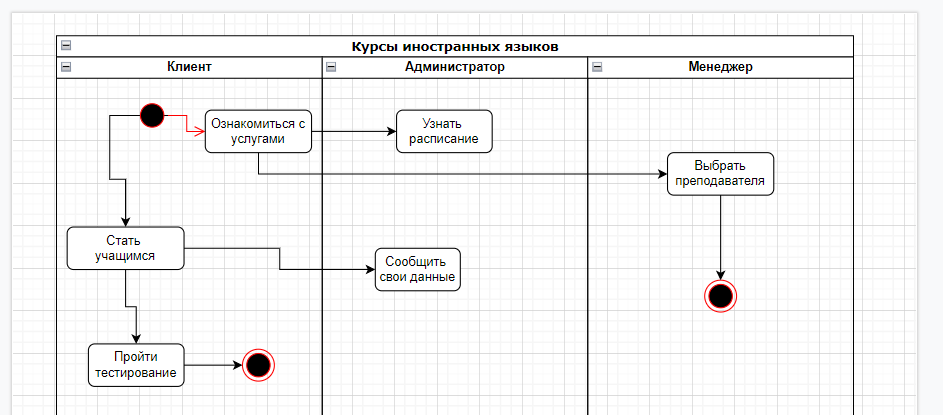 Курсы иностранных языков
Клиент
Администратор
Менеджер
Ознакомиться с
услугами
Узнать
расписание
Выбрать
преподавателя
Стать
учащимся
Сообщить
свои данные
Пройти
тестирование